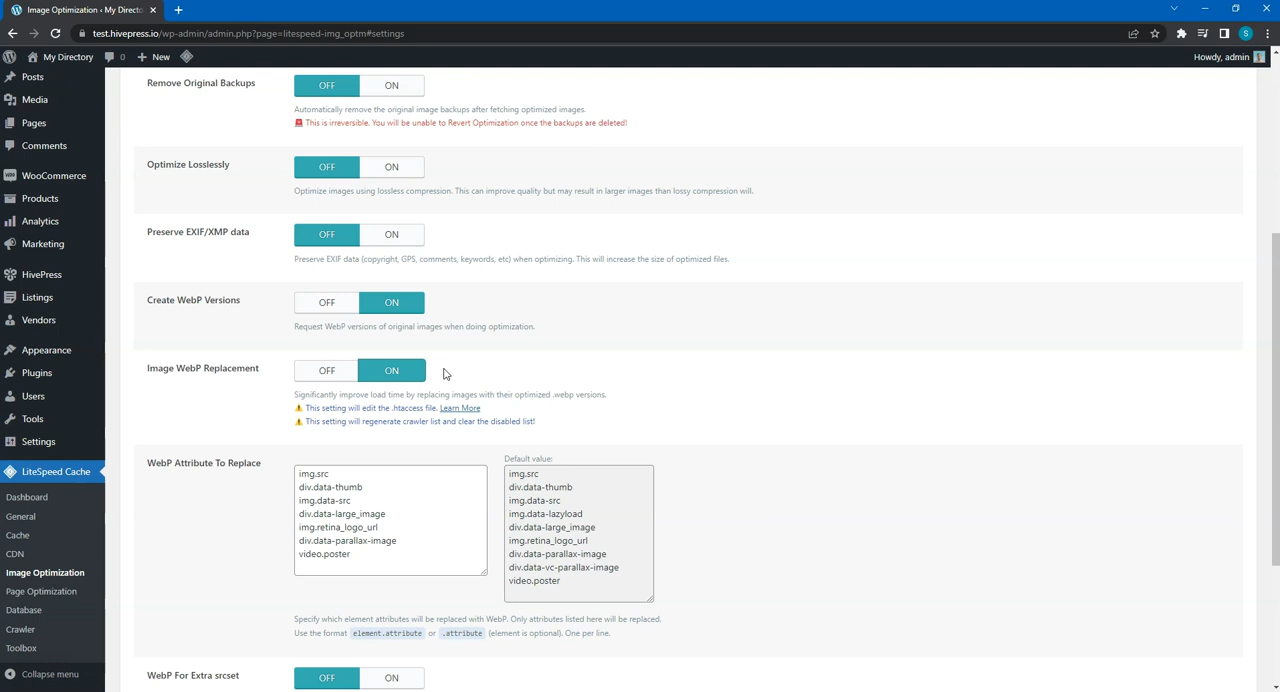 Image Optimization ‹ My Directo
test.hivepress.io/wp-admin/admin.php?page=litespeed-img_optm#settings
S
My Directory
0
New
Howdy, admin
Posts
Media
Pages
Comments
WooCommerce
Products
Analytics
Marketing
HivePress
Listings
Vendors
Appearance
Plugins
Users
Tools
Settings
LiteSpeed Cache
Dashboard
General
Cache
CDN
Image Optimization
Page Optimization
Database
Crawler
Toolbox
Collapse menu
Remove Original Backups
OFF ON
Automatically remove the original image backups after fetching optimized images.
This is irreversible. You will be unable to Revert Optimization once the backups are deleted!
Optimize Losslessly
OFF ON
Optimize images using lossless compression. This can improve quality but may result in larger images than lossy compression will.
Preserve EXIF/XMP data
OFF ON
Preserve EXIF data (copyright, GPS, comments, keywords, etc) when optimizing. This will increase the size of optimized files.
Create WebP Versions
OFF ON
Request WebP versions of original images when doing optimization.
Image WebP Replacement
OFF ON
Significantly improve load time by replacing images with their optimized .webp versions.
This setting will edit the .htaccess file. Learn More
This setting will regenerate crawler list and clear the disabled list!
WebP Attribute To Replace
img.src
div.data-thumb
img.data-src
div.data-large_image
img.retina_logo_url
div.data-parallax-image
video.poster
Default value:
img.src
div.data-thumb
img.data-src
img.data-lazyload
div.data-large_image
img.retina_logo_url
div.data-parallax-image
div.data-vc-parallax-image
video.poster
Specify which element attributes will be replaced with WebP. Only attributes listed here will be replaced.
Use the format element.attribute or .attribute (element is optional). One per line.
WebP For Extra srcset
OFF ON